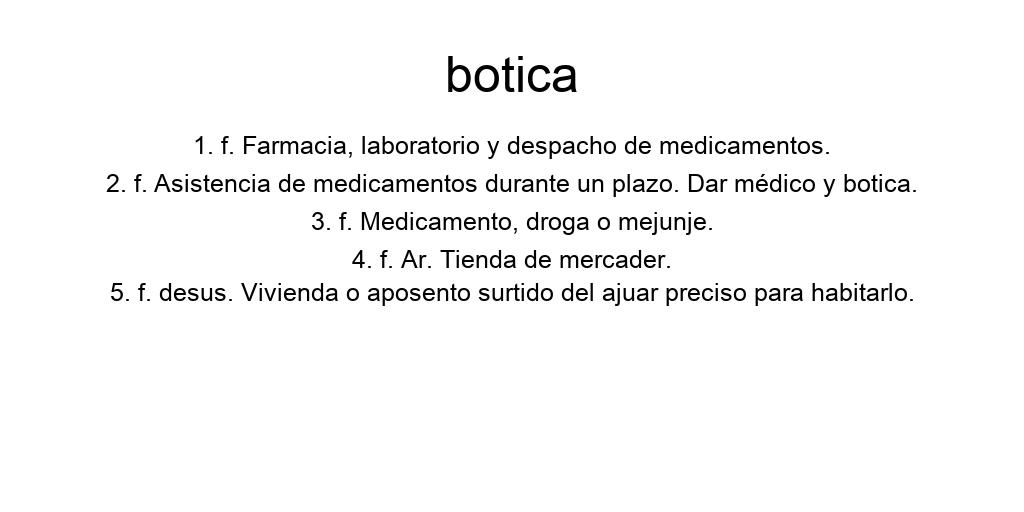 botica
1. f. Farmacia, laboratorio y despacho de medicamentos.
2. f. Asistencia de medicamentos durante un plazo. Dar médico y botica.
3. f. Medicamento, droga o mejunje.
4. f. Ar. Tienda de mercader.
5. f. desus. Vivienda o aposento surtido del ajuar preciso para habitarlo.